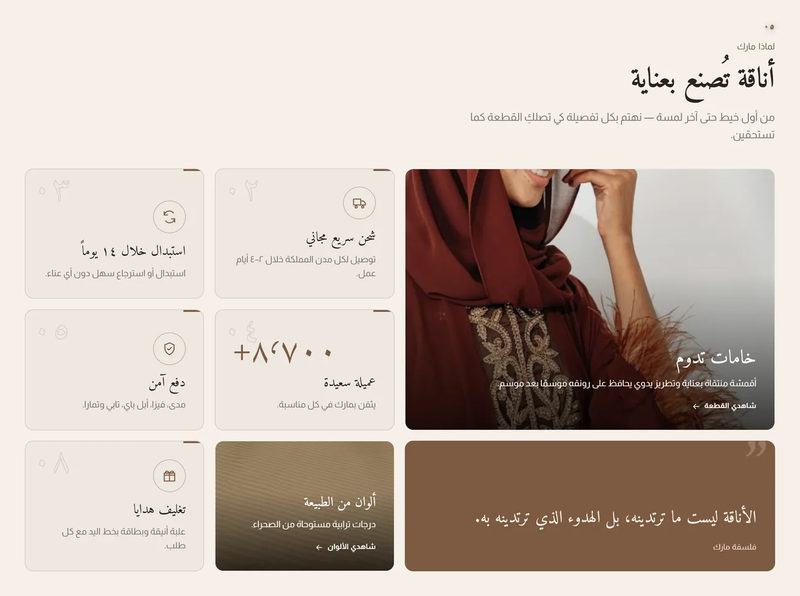 ٠٥
لماذا مارك
أناقة تُصنع بعناية
من أول خيط حتى آخر لمسة — نهتم بكل تفصيلة كي تصلكِ القطعة كما
تستحقين.
خامات تدوم
أقمشة منتقاة بعناية وتطريز يدوي يحافظ على رونقه موسمًا بعد موسم.
شاهدي القطعة ←
٠٢
شحن سريع مجاني
توصيل لكل مدن المملكة خلال ٢–٤ أيام
عمل.
٠٣
استبدال خلال ١٤ يوماً
استبدال أو استرجاع سهل دون أي عناء.
٠٤
+٨٬٧٠٠
عميلة سعيدة
يثقن بمارك في كل مناسبة.
٠٥
دفع آمن
مدى، فيزا، أبل باي، تابي وتمارا.
”
الأناقة ليست ما ترتدينه، بل الهدوء الذي ترتدينه به.
فلسفة مارك
ألوان من الطبيعة
درجات ترابية مستوحاة من الصحراء.
شاهدي الألوان ←
٠٨
تغليف هدايا
علبة أنيقة وبطاقة بخط اليد مع كل
طلب.